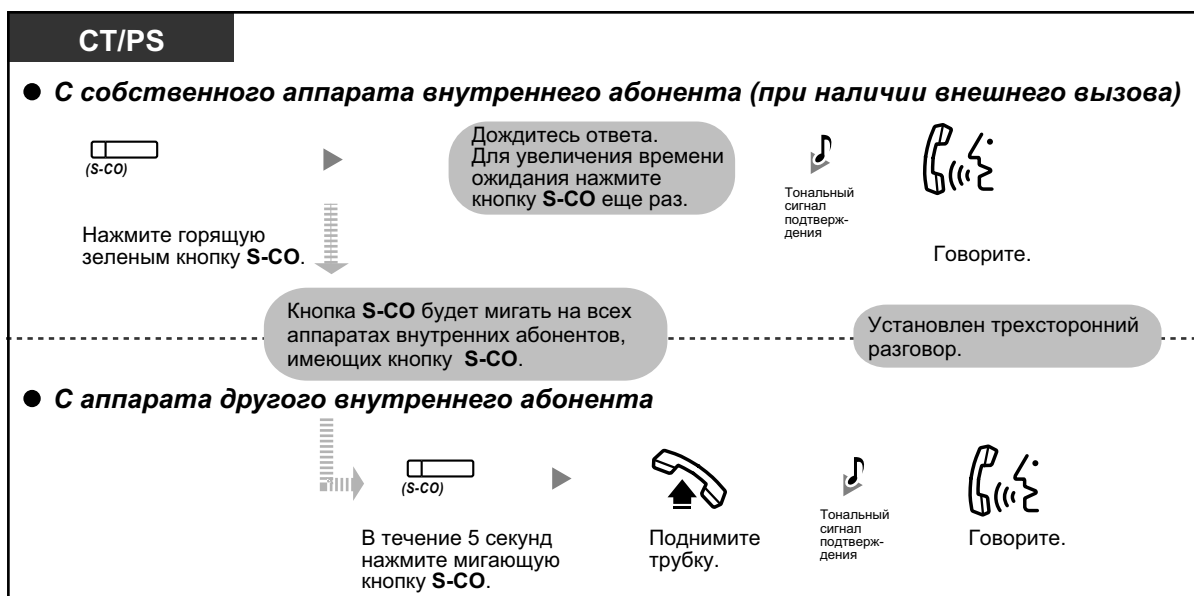 CT/PS
● С собственного аппарата внутреннего абонента (при наличии внешнего вызова)
(S-CO)
Нажмите горящую
зеленым кнопку S-CO.
Дождитесь ответа.
Для увеличения времени
ожидания нажмите
кнопку S-CO еще раз.
Тональный
сигнал
подтверж-
дения
Говорите.
Кнопка S-CO будет мигать на всех
аппаратах внутренних абонентов,
имеющих кнопку S-CO.
Установлен трехсторонний
разговор.
● С аппарата другого внутреннего абонента
(S-CO)
В течение 5 секунд
нажмите мигающую
кнопку S-CO.
Поднимите
трубку.
Тональный
сигнал
подтверж-
дения
Говорите.